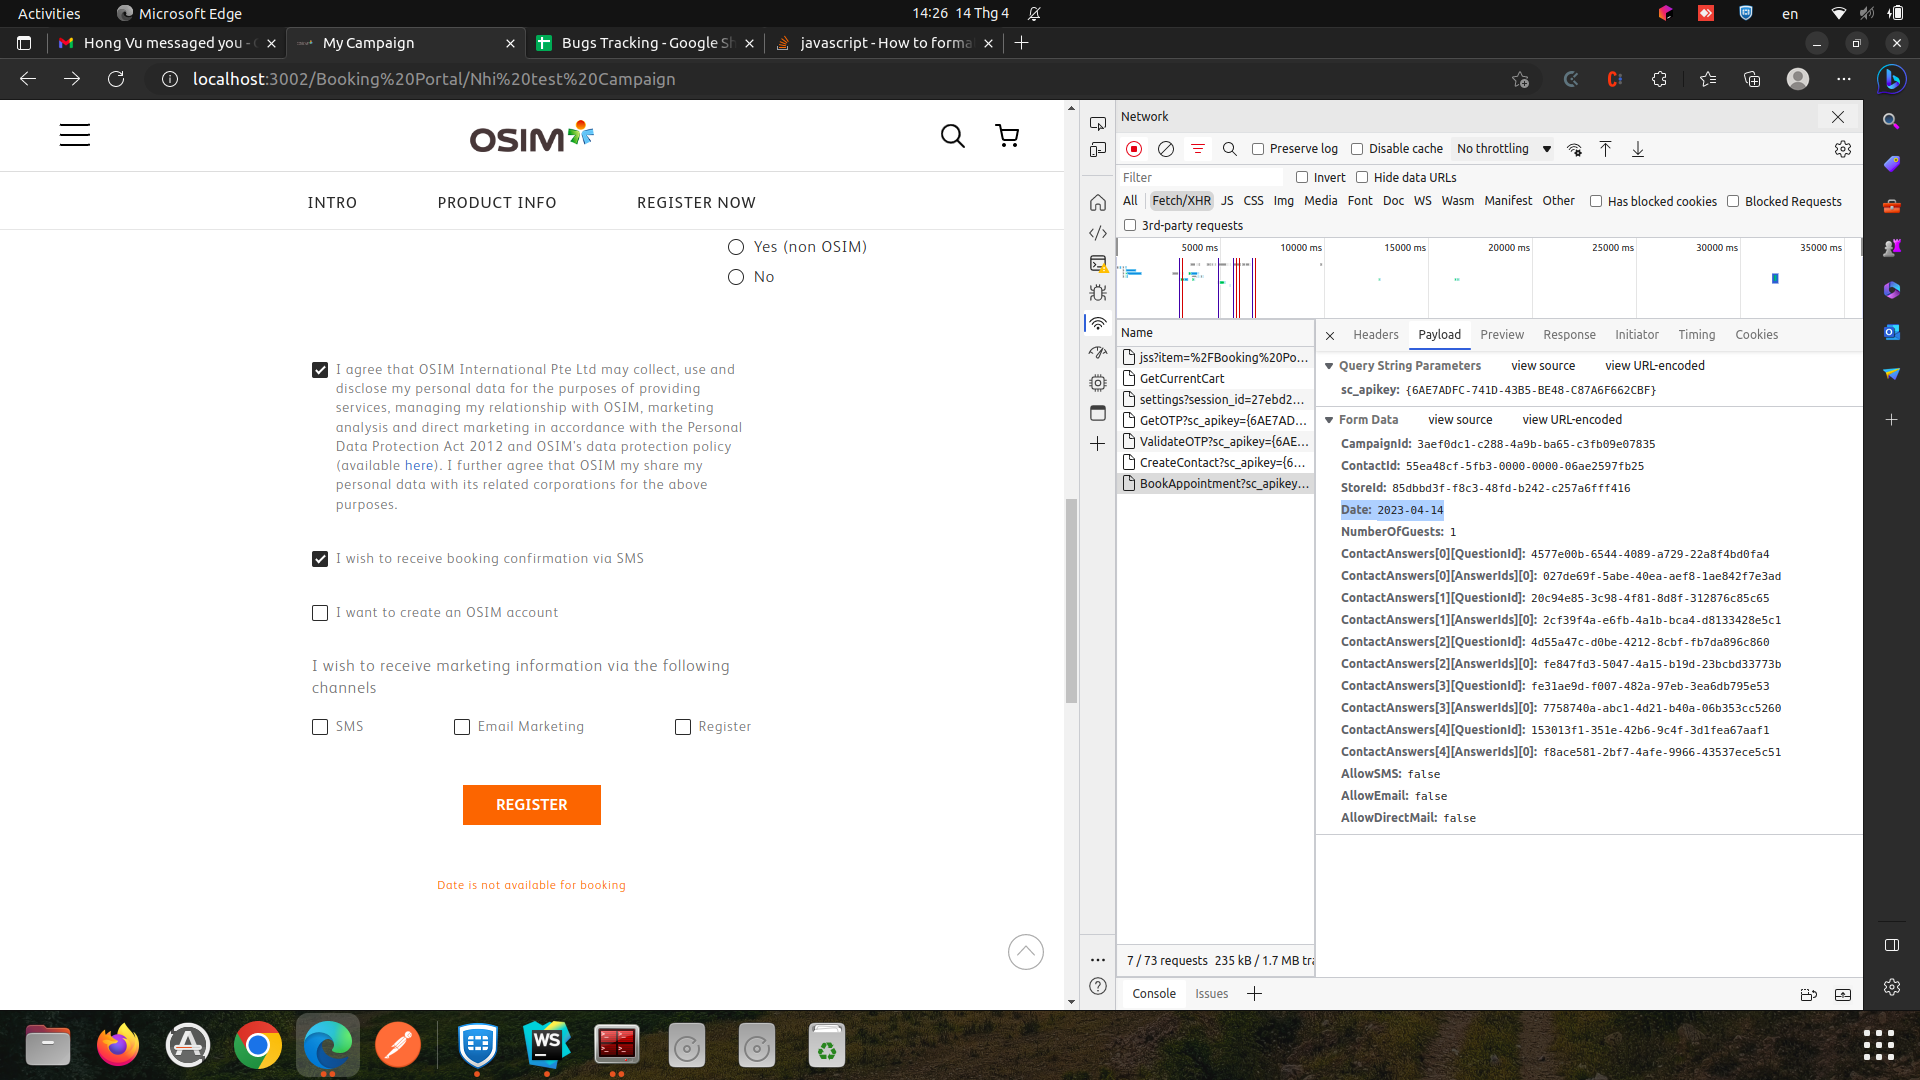 Activities
Microsoft Edge
14:26 14 Thg 4
en
Hong Vu messaged you -
My Campaign
Bugs Tracking - Google Sh
javascript - How to forma
localhost:3002/Booking%20Portal/Nhi%20test%20Campaign
OSIM
INTRO
PRODUCT INFO
REGISTER NOW
Yes (non OSIM)
No
I agree that OSIM International Pte Ltd may collect, use and
disclose my personal data for the purposes of providing
services, managing my relationship with OSIM, marketing
analysis and direct marketing in accordance with the Personal
Data Protection Act 2012 and OSIM's data protection policy
(available here). I further agree that OSIM my share my
personal data with its related corporations for the above
purposes.
I wish to receive booking confirmation via SMS
I want to create an OSIM account
I wish to receive marketing information via the following
channels
SMS
Email Marketing
Register
REGISTER
Date is not available for booking
Network
Preserve log
Disable cache
No throttling
Filter
Invert
Hide data URLs
All
Fetch/XHR
JS
CSS
Img
Media
Font
Doc
WS
Wasm
Manifest
Other
Has blocked cookies
Blocked Requests
3rd-party requests
5000 ms
10000 ms
15000 ms
20000 ms
25000 ms
30000 ms
35000 ms
Name
jss?item=%2FBooking%20Po...
GetCurrentCart
settings?session_id=27ebd2...
GetOTP?sc_apikey={6AE7AD...
ValidateOTP?sc_apikey={6AE...
CreateContact?sc_apikey={6...
BookAppointment?sc_apikey...
Headers
Payload
Preview
Response
Initiator
Timing
Cookies
Query String Parameters
view source
view URL-encoded
sc_apikey: {6AE7ADFC-741D-43B5-BE48-C87A6F662CBF}
Form Data
view source
view URL-encoded
CampaignId: 3aef0dc1-c288-4a9b-ba65-c3fb09e07835
ContactId: 55ea48cf-5fb3-0000-0000-06ae2597fb25
StoreId: 85dbbd3f-f8c3-48fd-b242-c257a6fff416
Date: 2023-04-14
NumberOfGuests: 1
ContactAnswers[0][QuestionId]: 4577e00b-6544-4089-a729-22a8f4bd0fa4
ContactAnswers[0][AnswerIds][0]: 027de69f-5abe-40ea-aef8-1ae842f7e3ad
ContactAnswers[1][QuestionId]: 20c94e85-3c98-4f81-8d8f-312876c85c65
ContactAnswers[1][AnswerIds][0]: 2cf39f4a-e6fb-4a1b-bca4-d8133428e5c1
ContactAnswers[2][QuestionId]: 4d55a47c-d0be-4212-8cbf-fb7da896c860
ContactAnswers[2][AnswerIds][0]: fe847fd3-5047-4a15-b19d-23bcbd33773b
ContactAnswers[3][QuestionId]: fe31ae9d-f007-482a-97eb-3ea6db795e53
ContactAnswers[3][AnswerIds][0]: 7758740a-abc1-4d21-b40a-06b353cc5260
ContactAnswers[4][QuestionId]: 153013f1-351e-42b6-9c4f-3d1fea67aaf1
ContactAnswers[4][AnswerIds][0]: f8ace581-2bf7-4afe-9966-43537ece5c51
AllowSMS: false
AllowEmail: false
AllowDirectMail: false
7 / 73 requests
235 kB / 1.7 MB tra
Console
Issues
WS